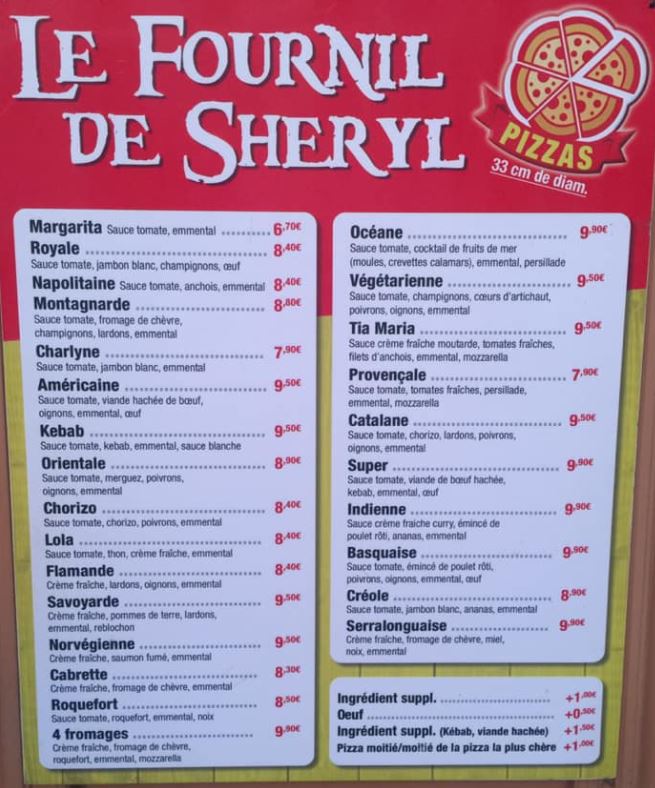 LE FOURNIL
DE SHERYL
PIZZAS
33 cm de diam.
Margarita Sauce tomate, emmental .......... 6,70€
Royale .......... 8,40€
Sauce tomate, jambon blanc, champignons, œuf
Napolitaine Sauce tomate, anchois, emmental 8,40€
Montagnarde .......... 8,80€
Sauce tomate, fromage de chèvre,
champignons, lardons, emmental
Charlyne .......... 7,90€
Sauce tomate, jambon blanc, emmental
Américaine .......... 9,50€
Sauce tomate, viande hachée de bœuf,
oignons, emmental, œuf
Kebab .......... 9,50€
Sauce tomate, kebab, emmental, sauce blanche
Orientale .......... 8,90€
Sauce tomate, merguez, poivrons,
oignons, emmental
Chorizo .......... 8,40€
Sauce tomate, chorizo, poivrons, emmental
Lola .......... 8,40€
Sauce tomate, thon, crème fraîche, emmental
Flamande .......... 8,40€
Crème fraîche, lardons, oignons, emmental
Savoyarde .......... 9,50€
Crème fraîche, pommes de terre, lardons,
emmental, reblochon
Norvégienne .......... 9,50€
Crème fraîche, saumon fumé, emmental
Cabrette .......... 8,30€
Crème fraîche, fromage de chèvre, emmental
Roquefort .......... 8,50€
Sauce tomate, roquefort, emmental, noix
4 fromages .......... 9,90€
Crème fraîche, fromage de chèvre,
roquefort, emmental, mozzarella
Océane .......... 9,90€
Sauce tomate, cocktail de fruits de mer
(moules, crevettes calamars), emmental, persillade
Végétarienne .......... 9,50€
Sauce tomate, champignons, cœurs d'artichaut,
poivrons, oignons, emmental
Tia Maria .......... 9,50€
Sauce crème fraîche moutarde, tomates fraîches,
filets d'anchois, emmental, mozzarella
Provençale .......... 7,90€
Sauce tomate, tomates fraîches, persillade,
emmental, mozzarella
Catalane .......... 9,50€
Sauce tomate, chorizo, lardons, poivrons,
oignons, emmental
Super .......... 9,90€
Sauce tomate, viande de bœuf hachée,
kebab, emmental, œuf
Indienne .......... 9,90€
Sauce crème fraiche curry, émincé de
poulet rôti, ananas, emmental
Basquaise .......... 9,90€
Sauce tomate, émincé de poulet rôti,
poivrons, oignons, emmental, œuf
Créole .......... 8,90€
Sauce tomate, jambon blanc, ananas, emmental
Serralonguaise .......... 9,90€
Crème fraîche, fromage de chèvre, miel,
noix, emmental
Ingrédient suppl. .......... +1,00€
Oeuf .......... +0,50€
Ingrédient suppl. (Kébab, viande hachée) +1,50€
Pizza moitié/moitié de la pizza la plus chère +1,00€